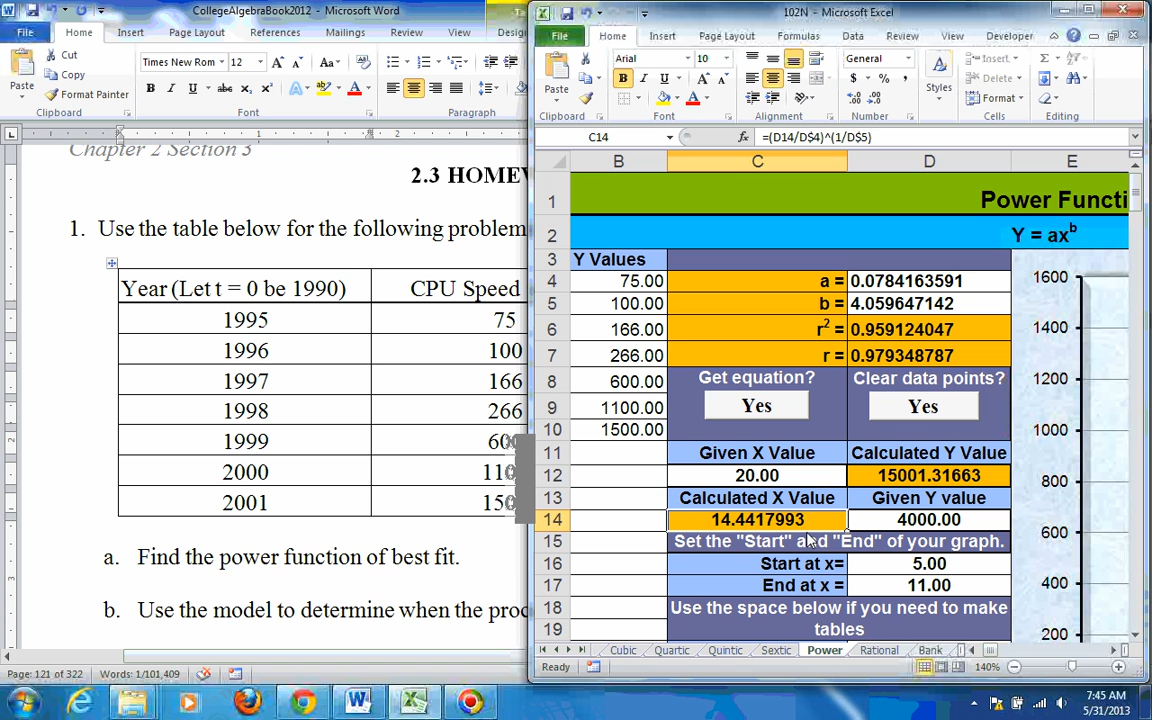 CollegeAlgebraBook2012 - Microsoft Word
File Home Insert Page Layout References Mailings Review View Desig
Cut
Copy
Format Painter
Paste
Clipboard
Times New Rom 12
Font
Paragraph
Chapter 2 Section 3
2.3 HOMEW
1. Use the table below for the following problem
Year (Let t = 0 be 1990) CPU Speed
1995 75
1996 100
1997 166
1998 266
1999 60
2000 11
2001 15
a. Find the power function of best fit.
b. Use the model to determine when the proc
Page: 121 of 322 Words: 1/101,409
102N - Microsoft Excel
File Home Insert Page Layout Formulas Data Review View Developer
Paste
Clipboard
Arial 10
Font
Alignment
General
Number
Styles
Insert
Delete
Format
Cells
Editing
C14 fx =(D14/D$4)^(1/D$5)
B C D E
1 Power Functi
2 Y = ax^b
3 Y Values
4 75.00 a = 0.0784163591
5 100.00 b = 4.059647142
6 166.00 r² = 0.959124047
7 266.00 r = 0.979348787
8 600.00 Get equation? Clear data points?
9 1100.00 Yes Yes
10 1500.00
11 Given X Value Calculated Y Value
12 20.00 15001.31663
13 Calculated X Value Given Y value
14 14.4417993 4000.00
15 Set the "Start" and "End" of your graph.
16 Start at x= 5.00
17 End at x = 11.00
18 Use the space below if you need to make
19 tables
1600
1400
1200
1000
800
600
400
200
Cubic Quartic Quintic Sextic Power Rational Bank
Ready 140%
7:45 AM
5/31/2013